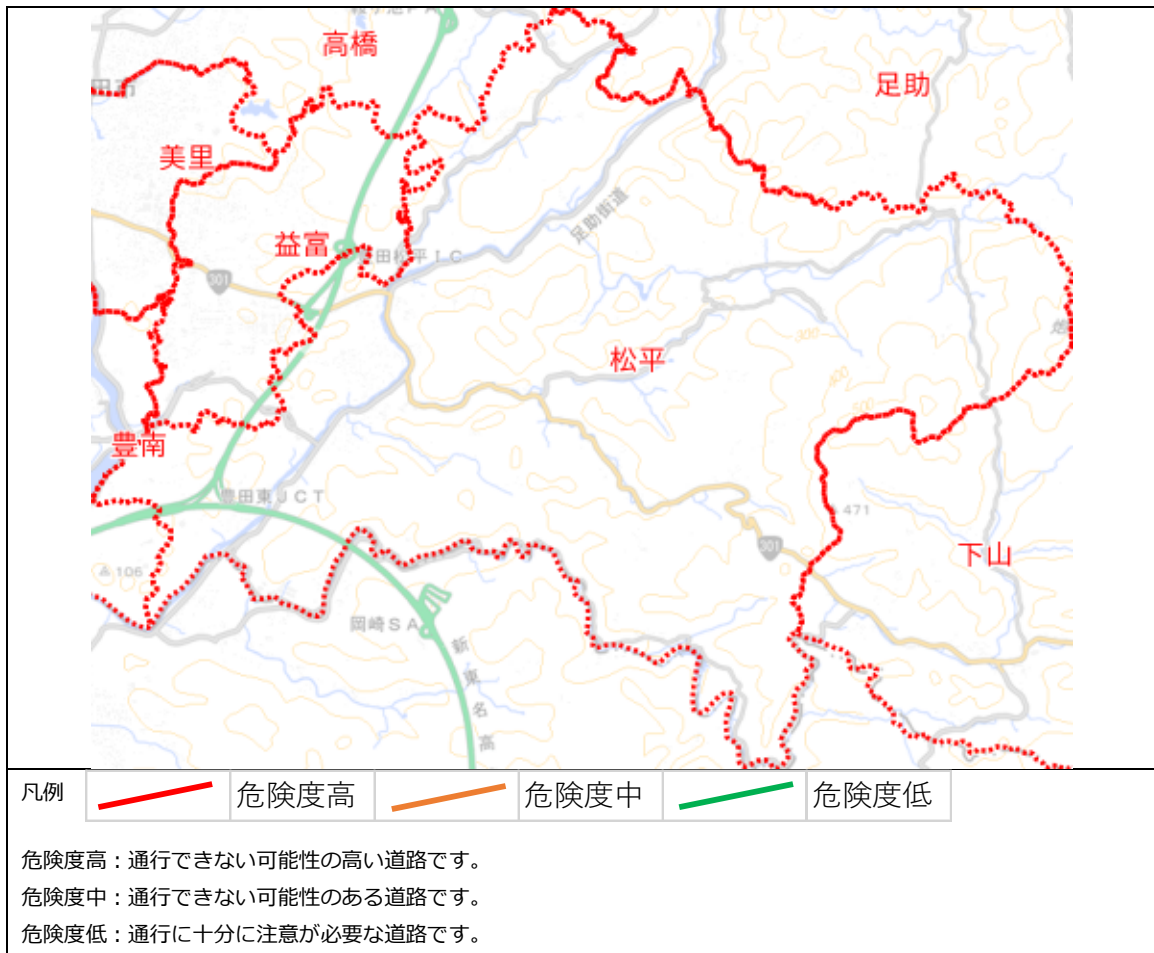 高橋
足助
田市
美里
足助街道
益富
豊田松平IC
301
300
松平
400
500
豊南
豊田東JCT
471
301
下山
106
岡崎SA
新東名高
凡例
危険度高
危険度中
危険度低
危険度高：通行できない可能性の高い道路です。
危険度中：通行できない可能性のある道路です。
危険度低：通行に十分に注意が必要な道路です。